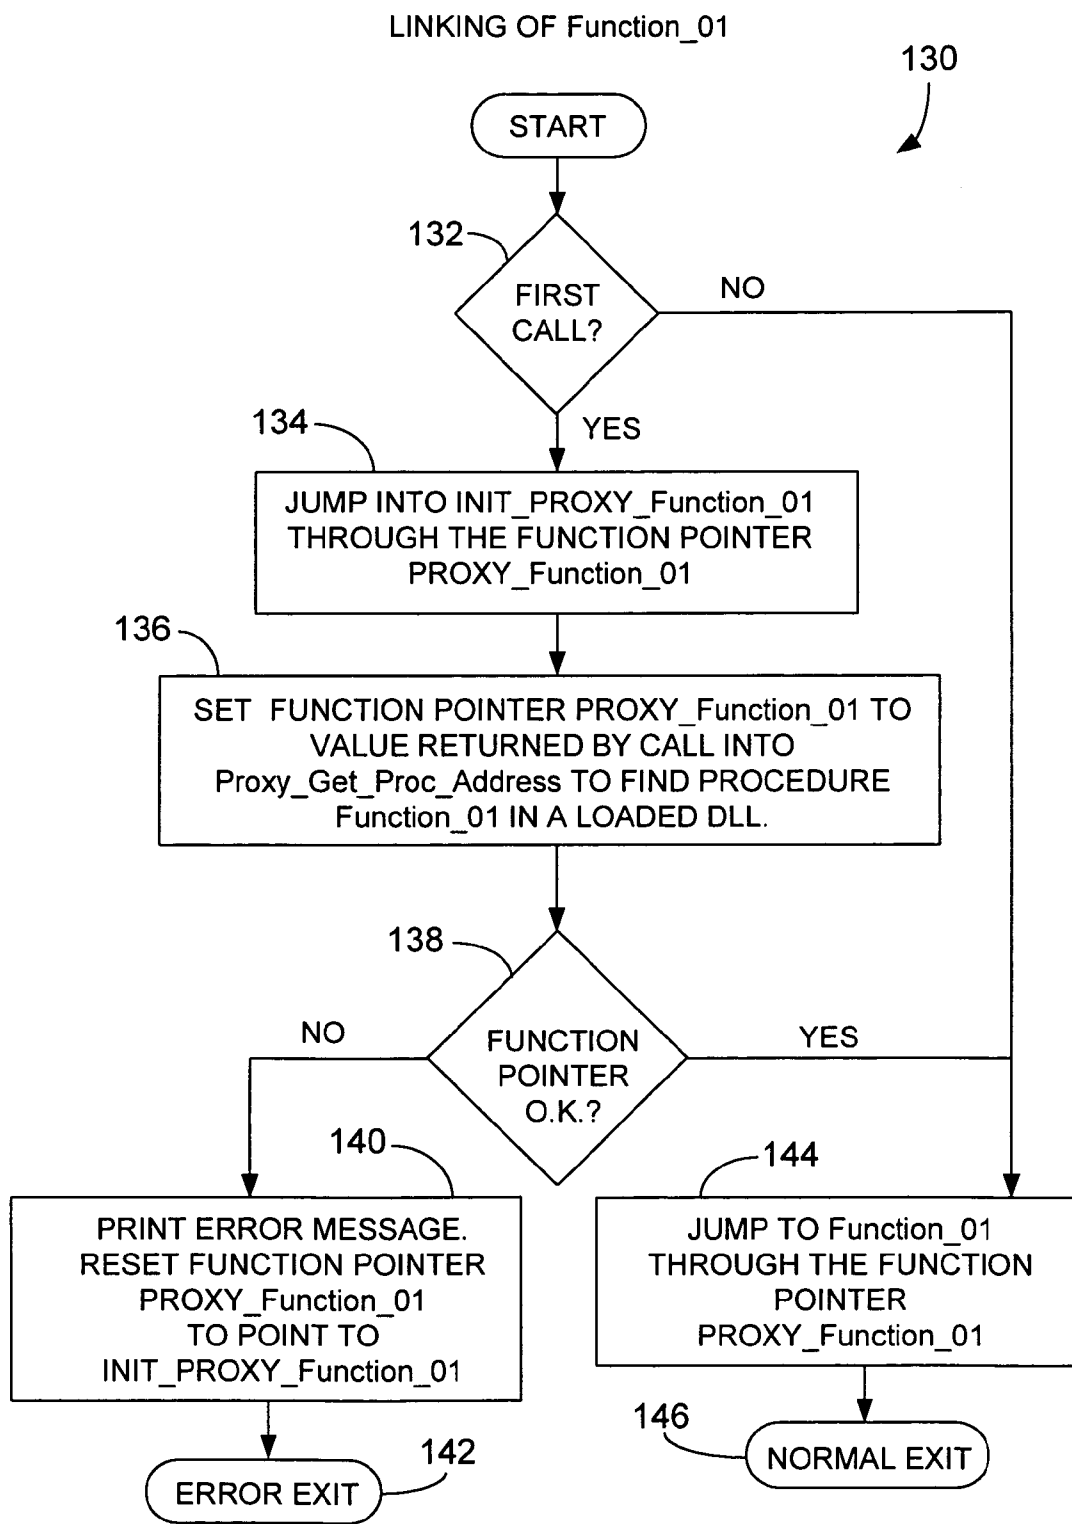 LINKING OF Function_01
130
START
132
FIRST
CALL?
NO
YES
134
JUMP INTO INIT_PROXY_Function_01
THROUGH THE FUNCTION POINTER
PROXY_Function_01
136
SET FUNCTION POINTER PROXY_Function_01 TO
VALUE RETURNED BY CALL INTO
Proxy_Get_Proc_Address TO FIND PROCEDURE
Function_01 IN A LOADED DLL.
138
NO
YES
FUNCTION
POINTER
O.K.?
140
PRINT ERROR MESSAGE.
RESET FUNCTION POINTER
PROXY_Function_01
TO POINT TO
INIT_PROXY_Function_01
144
JUMP TO Function_01
THROUGH THE FUNCTION
POINTER
PROXY_Function_01
142
ERROR EXIT
146
NORMAL EXIT